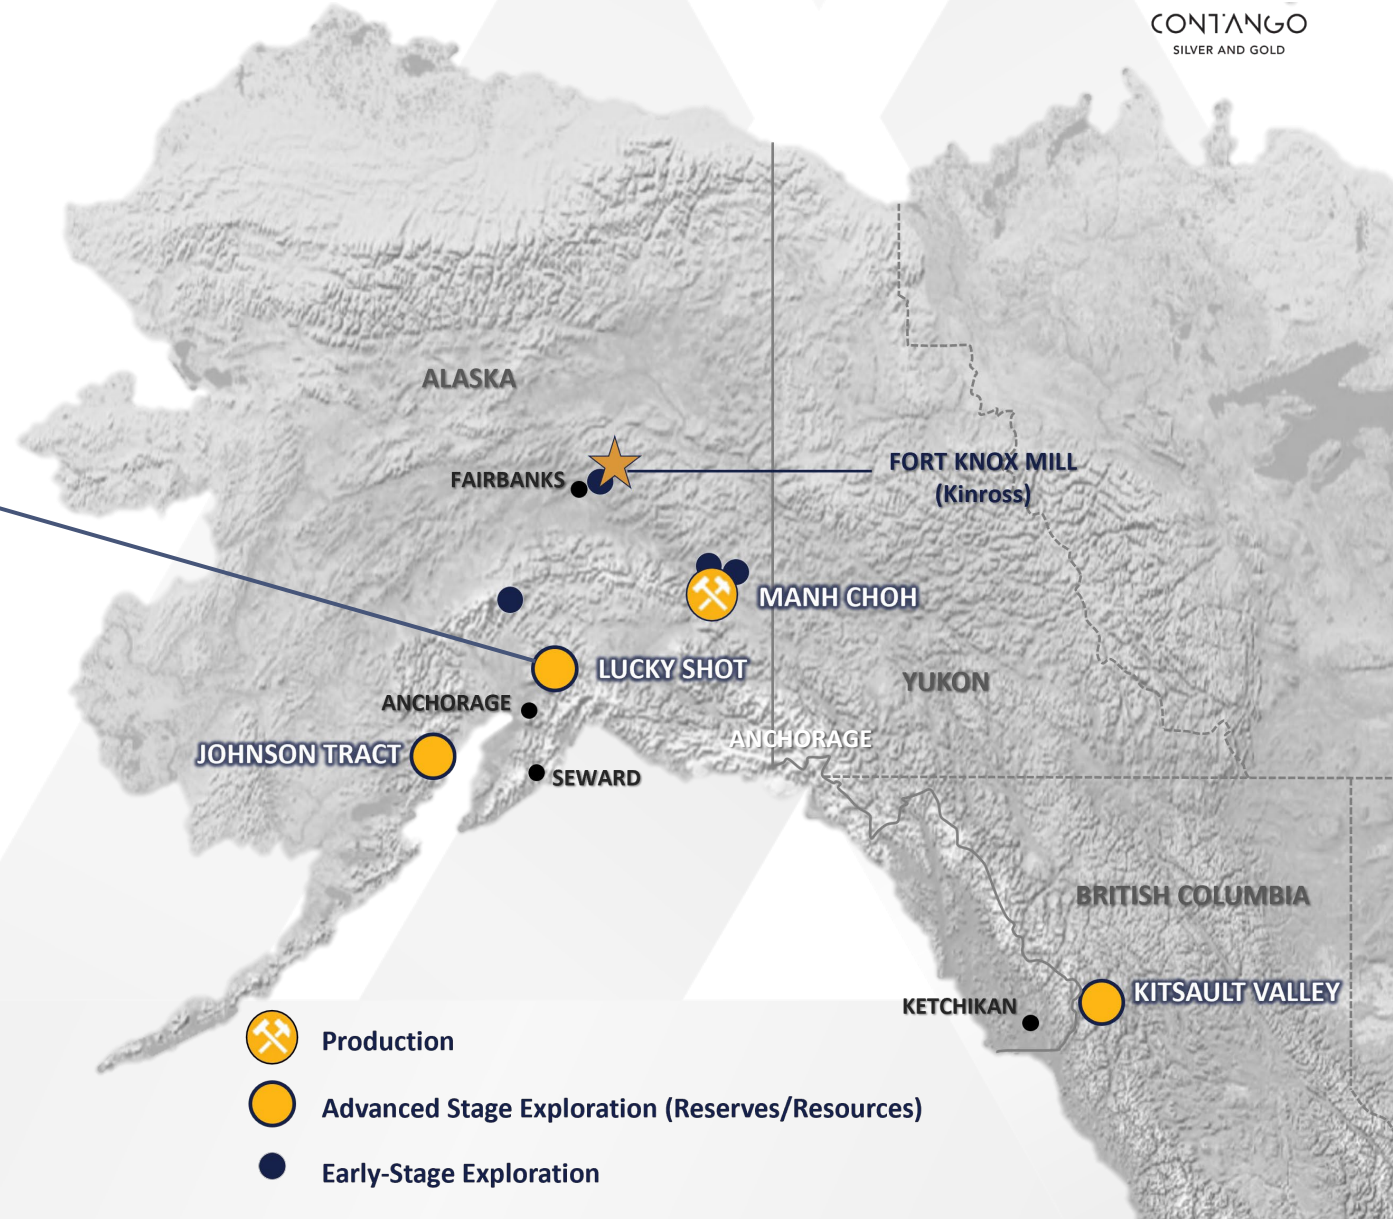 CONTANGO
SILVER AND GOLD
ALASKA
FAIRBANKS
FORT KNOX MILL
(Kinross)
MANH CHOH
LUCKY SHOT
YUKON
ANCHORAGE
ANCHORAGE
JOHNSON TRACT
SEWARD
BRITISH COLUMBIA
KITSAULT VALLEY
KETCHIKAN
Production
Advanced Stage Exploration (Reserves/Resources)
Early-Stage Exploration